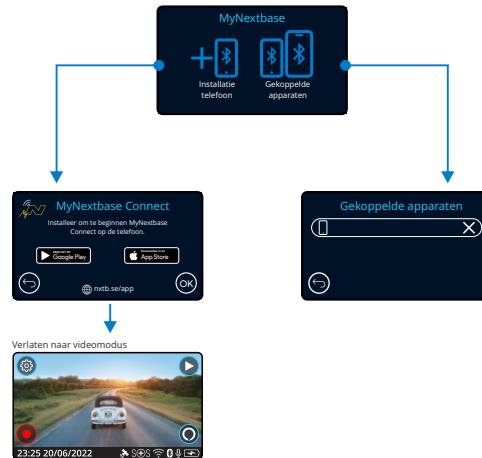 MyNextbase
Installatie
telefoon
Gekoppelde
apparaten
MyNextbase Connect
Installeer om te beginnen MyNextbase
Connect op de telefoon.
Google Play
App Store
nxtb.se/app
OK
Gekoppelde apparaten
Verlaten naar videomodus
23:25 20/06/2022